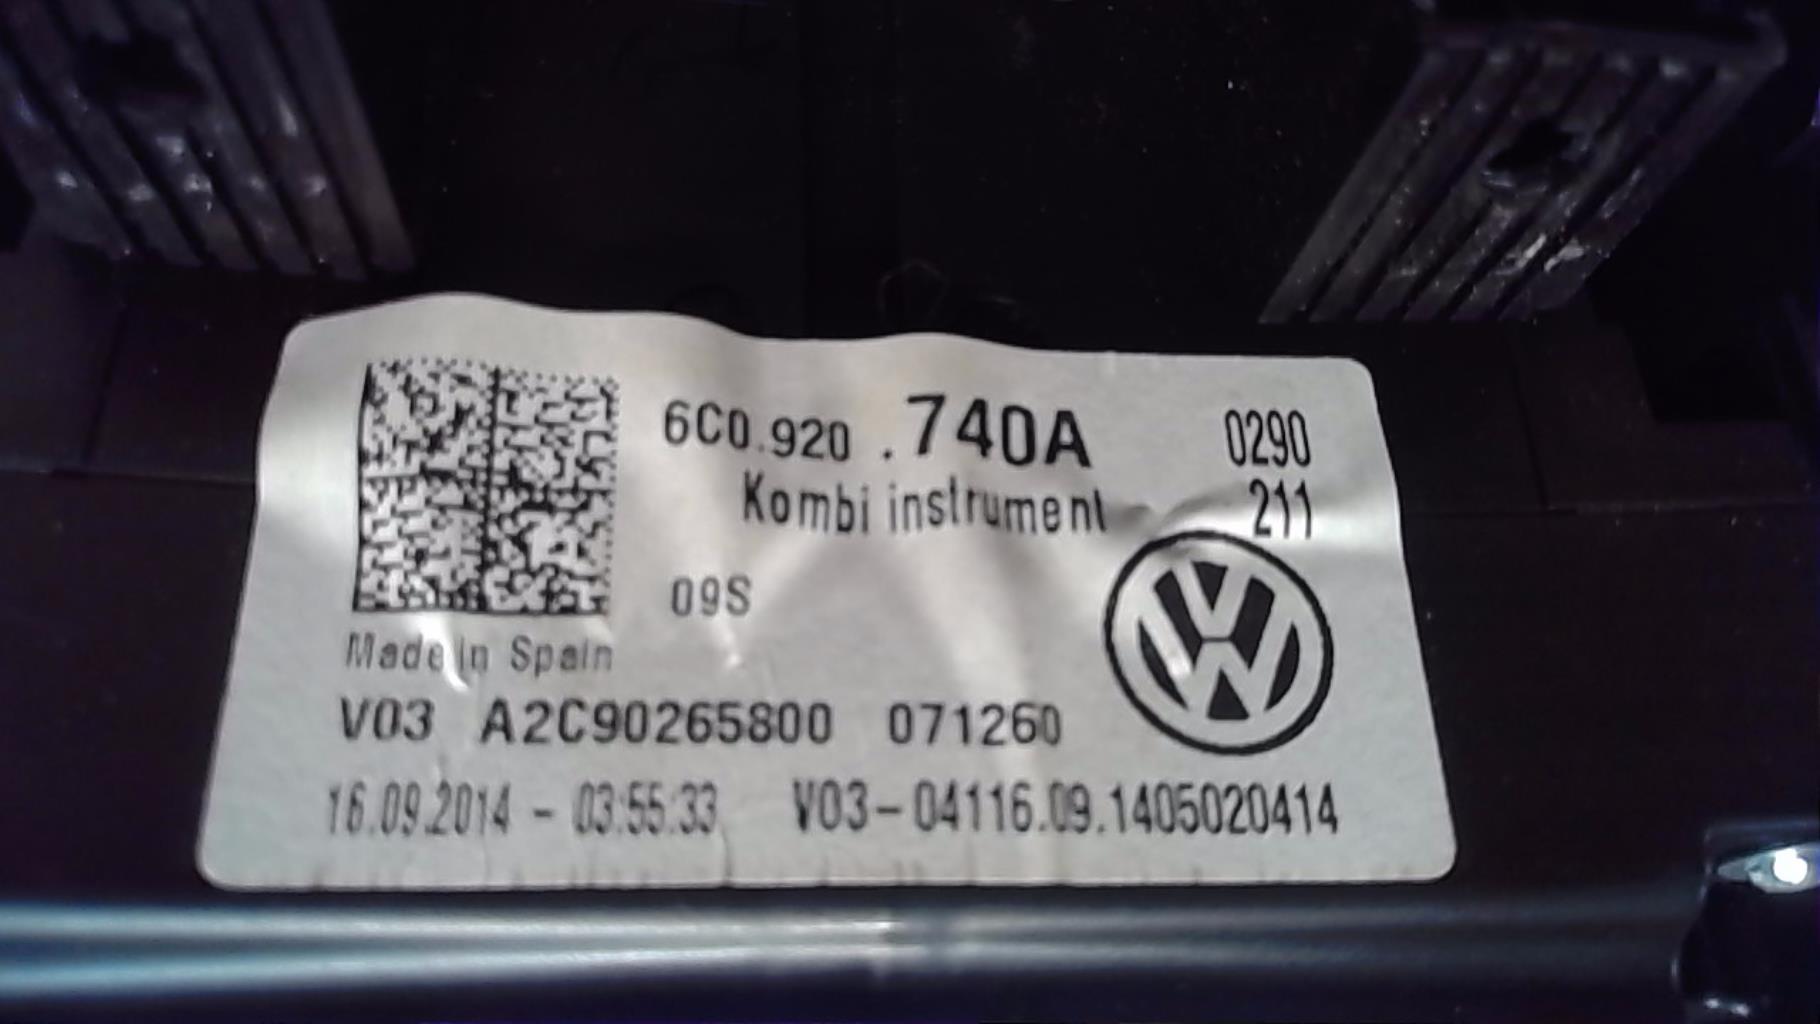 6C0.920 .740A 0290
Kombi instrument 211
09S
Made in Spain
V03 A2C90265800 071260
16.09.2014 - 03:55:33 V03-04116.09.1405020414